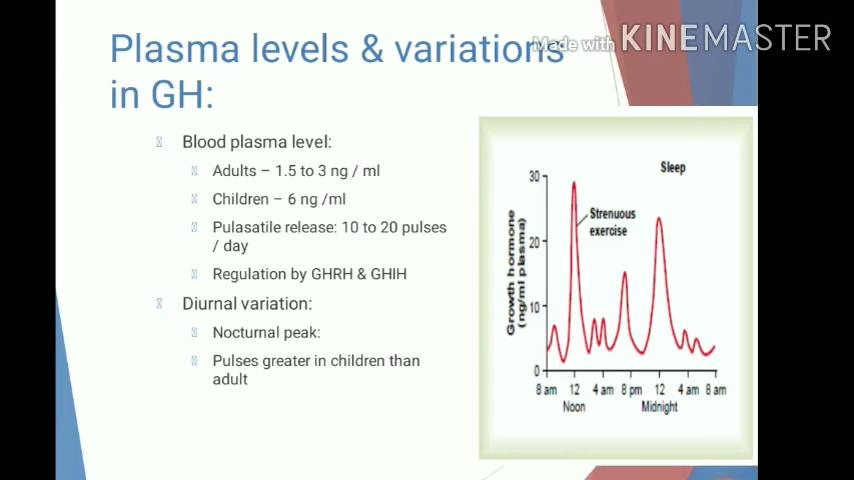 Plasma levels & variations
in GH:
Made with KINEMASTER
Blood plasma level:
Adults – 1.5 to 3 ng / ml
Children – 6 ng /ml
Pulasatile release: 10 to 20 pulses
/ day
Regulation by GHRH & GHIH
Diurnal variation:
Nocturnal peak:
Pulses greater in children than
adult
Sleep
Strenuous
exercise
Growth hormone
(ng/ml plasma)
30
20
10
0
8 am 12 4 am 8 pm 12 4 am 8 am
Noon Midnight